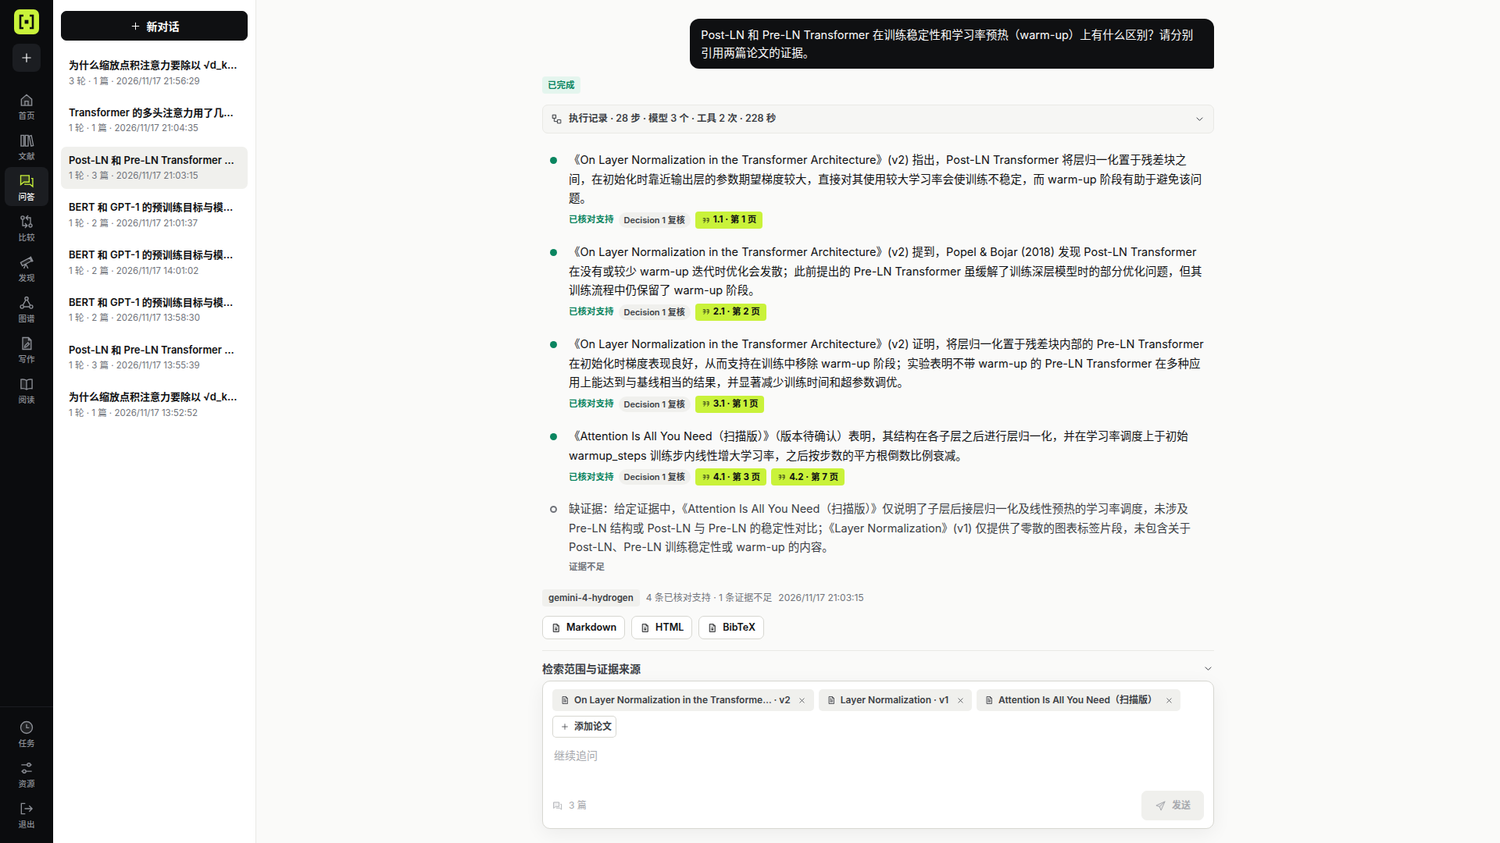 首页
文献
问答
比较
发现
图谱
写作
阅读
任务
资源
退出
新对话
为什么缩放点积注意力要除以 √d_k...
3 轮 · 1 篇 · 2026/11/17 21:56:29
Transformer 的多头注意力用了几...
1 轮 · 1 篇 · 2026/11/17 21:04:35
Post-LN 和 Pre-LN Transformer ...
1 轮 · 3 篇 · 2026/11/17 21:03:15
BERT 和 GPT-1 的预训练目标与模...
1 轮 · 2 篇 · 2026/11/17 21:01:37
BERT 和 GPT-1 的预训练目标与模...
1 轮 · 2 篇 · 2026/11/17 14:01:02
BERT 和 GPT-1 的预训练目标与模...
1 轮 · 2 篇 · 2026/11/17 13:58:30
Post-LN 和 Pre-LN Transformer ...
1 轮 · 3 篇 · 2026/11/17 13:55:39
为什么缩放点积注意力要除以 √d_k...
1 轮 · 1 篇 · 2026/11/17 13:52:52
Post-LN 和 Pre-LN Transformer 在训练稳定性和学习率预热（warm-up）上有什么区别？请分别
引用两篇论文的证据。
已完成
执行记录 · 28 步 · 模型 3 个 · 工具 2 次 · 228 秒
《On Layer Normalization in the Transformer Architecture》(v2) 指出，Post-LN Transformer 将层归一化置于残差块之
间，在初始化时靠近输出层的参数期望梯度较大，直接对其使用较大学习率会使训练不稳定，而 warm-up 阶段有助于避免该问
题。
已核对支持 Decision 1 复核 1.1 · 第 1 页
《On Layer Normalization in the Transformer Architecture》(v2) 提到，Popel & Bojar (2018) 发现 Post-LN Transformer
在没有或较少 warm-up 迭代时优化会发散；此前提出的 Pre-LN Transformer 虽缓解了训练深层模型时的部分优化问题，但其
训练流程中仍保留了 warm-up 阶段。
已核对支持 Decision 1 复核 2.1 · 第 2 页
《On Layer Normalization in the Transformer Architecture》(v2) 证明，将层归一化置于残差块内部的 Pre-LN Transformer
在初始化时梯度表现良好，从而支持在训练中移除 warm-up 阶段；实验表明不带 warm-up 的 Pre-LN Transformer 在多种应
用上能达到与基线相当的结果，并显著减少训练时间和超参数调优。
已核对支持 Decision 1 复核 3.1 · 第 1 页
《Attention Is All You Need（扫描版）》（版本待确认）表明，其结构在各子层之后进行层归一化，并在学习率调度上于初始
warmup_steps 训练步内线性增大学习率，之后按步数的平方根倒数比例衰减。
已核对支持 Decision 1 复核 4.1 · 第 3 页 4.2 · 第 7 页
缺证据：给定证据中，《Attention Is All You Need（扫描版）》仅说明了子层后接层归一化及线性预热的学习率调度，未涉及
Pre-LN 结构或 Post-LN 与 Pre-LN 的稳定性对比；《Layer Normalization》(v1) 仅提供了零散的图表标签片段，未包含关于
Post-LN、Pre-LN 训练稳定性或 warm-up 的内容。
证据不足
gemini-4-hydrogen 4 条已核对支持 · 1 条证据不足 2026/11/17 21:03:15
Markdown HTML BibTeX
检索范围与证据来源
On Layer Normalization in the Transforme... · v2 Layer Normalization · v1 Attention Is All You Need（扫描版）
添加论文
继续追问
3 篇
发送